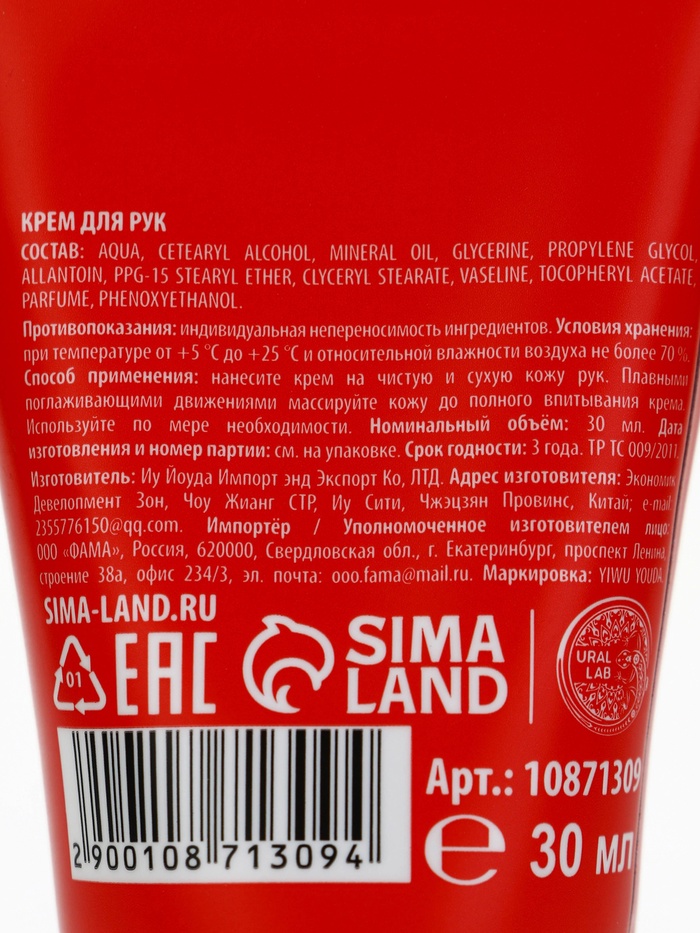 КРЕМ ДЛЯ РУК
СОСТАВ: AQUA, CETEARYL ALCOHOL, MINERAL OIL, GLYCERINE, PROPYLENE GLYCOL,
ALLANTOIN, PPG-15 STEARYL ETHER, CLYCERYL STEARATE, VASELINE, TOCOPHERYL ACETATE,
PARFUME, PHENOXYETHANOL.
Противопоказания: индивидуальная непереносимость ингредиентов. Условия хранения:
при температуре от +5 °С до +25 °С и относительной влажности воздуха не более 70 %.
Способ применения: нанесите крем на чистую и сухую кожу рук. Плавными
поглаживающими движениями массируйте кожу до полного впитывания крема.
Используйте по мере необходимости. Номинальный объём: 30 мл. Дата
изготовления и номер партии: см. на упаковке. Срок годности: 3 года. ТР ТС 009/2011.
Изготовитель: Иу Йоуда Импорт энд Экспорт Ко, ЛТД. Адрес изготовителя: Экономик
Девелопмент Зон, Чоу Жианг СТР, Иу Сити, Чжэцзян Провинс, Китай; e-mail:
2355776150@qq.com. Импортёр / Уполномоченное изготовителем лицо:
ООО «ФАМА», Россия, 620000, Свердловская обл., г. Екатеринбург, проспект Ленина,
строение 38а, офис 234/3, эл. почта: ooo.fama@mail.ru. Маркировка: YIWU YOUDA.
SIMA-LAND.RU
01
EAC
SIMA
LAND
URAL
LAB
2 900108 713094
Арт.: 10871309
e 30 мл